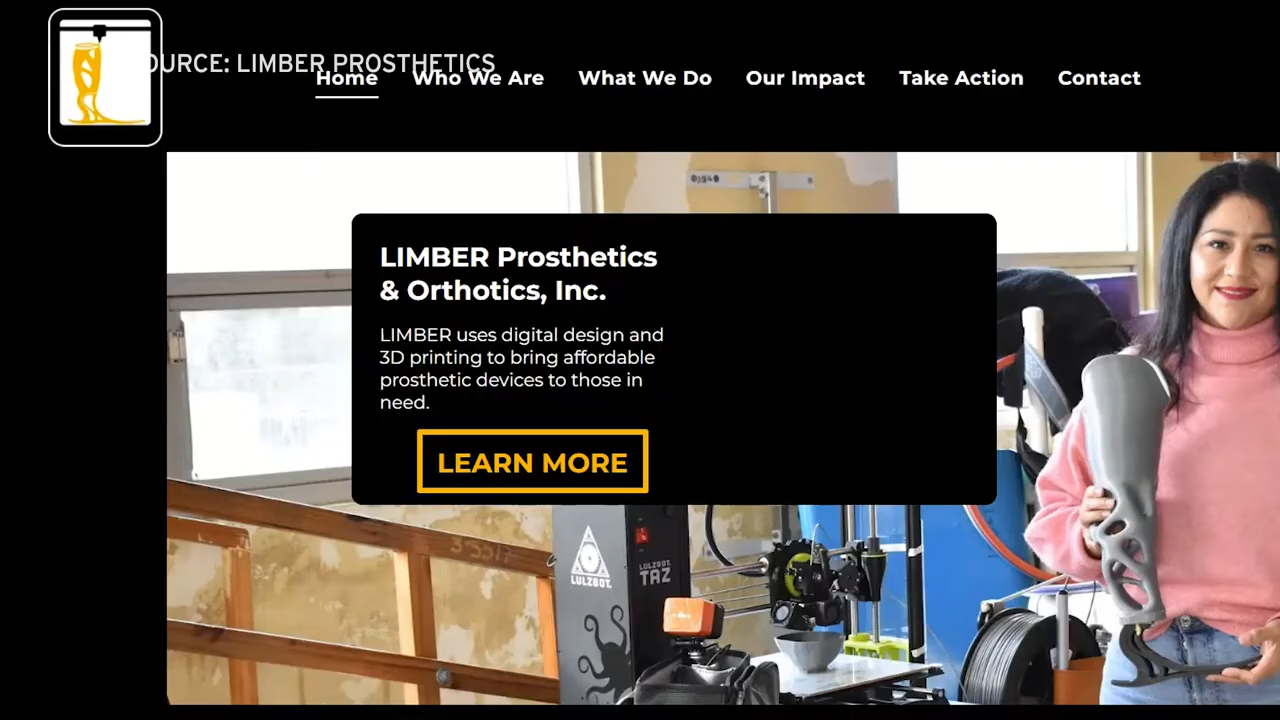 OURCE: LIMBER PROSTHETICS
Home Who We Are What We Do Our Impact Take Action Contact
LIMBER Prosthetics
& Orthotics, Inc.
LIMBER uses digital design and
3D printing to bring affordable
prosthetic devices to those in
need.
LEARN MORE
LULZBOT.
LULZBOT
TAZ